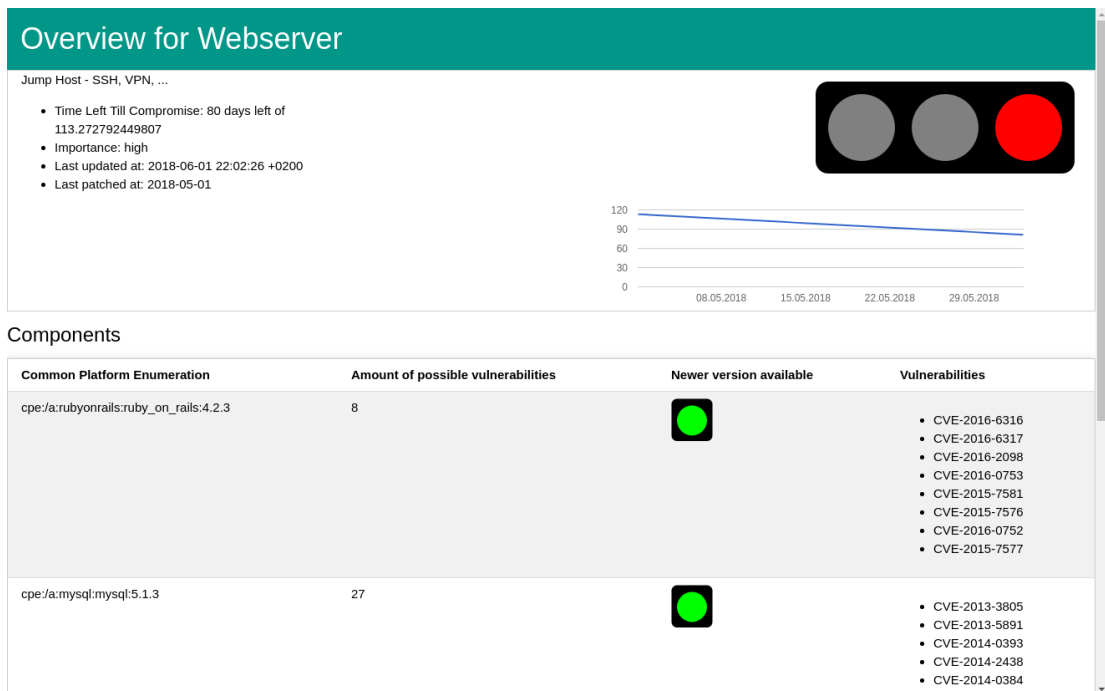 Overview for Webserver
Jump Host - SSH, VPN, ...
Time Left Till Compromise: 80 days left of
113.272792449807
Importance: high
Last updated at: 2018-06-01 22:02:26 +0200
Last patched at: 2018-05-01
120
90
60
30
0
08.05.2018 15.05.2018 22.05.2018 29.05.2018
Components
Common Platform Enumeration Amount of possible vulnerabilities Newer version available Vulnerabilities
cpe:/a:rubyonrails:ruby_on_rails:4.2.3 8
CVE-2016-6316
CVE-2016-6317
CVE-2016-2098
CVE-2016-0753
CVE-2015-7581
CVE-2015-7576
CVE-2016-0752
CVE-2015-7577
cpe:/a:mysql:mysql:5.1.3 27
CVE-2013-3805
CVE-2013-5891
CVE-2014-0393
CVE-2014-2438
CVE-2014-0384